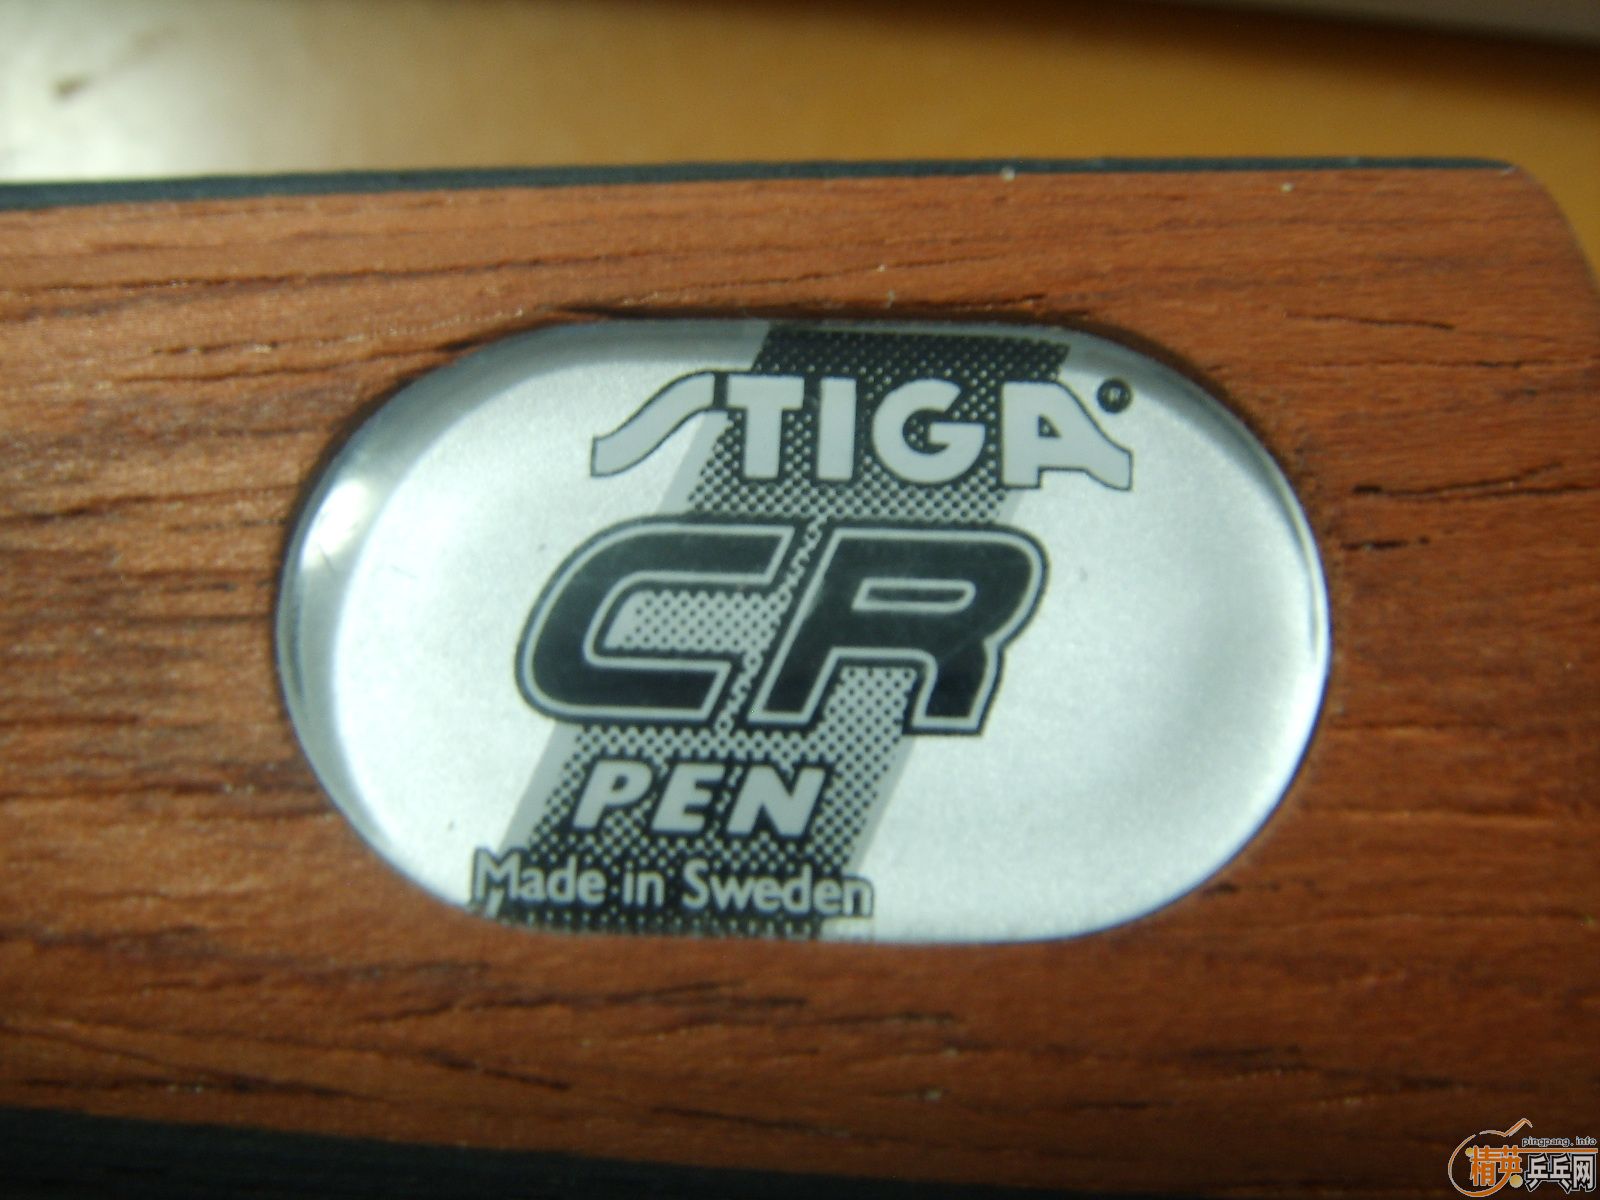 STIGA®
CR
PEN
Made in Sweden
pingpang.info
精英乒乓网